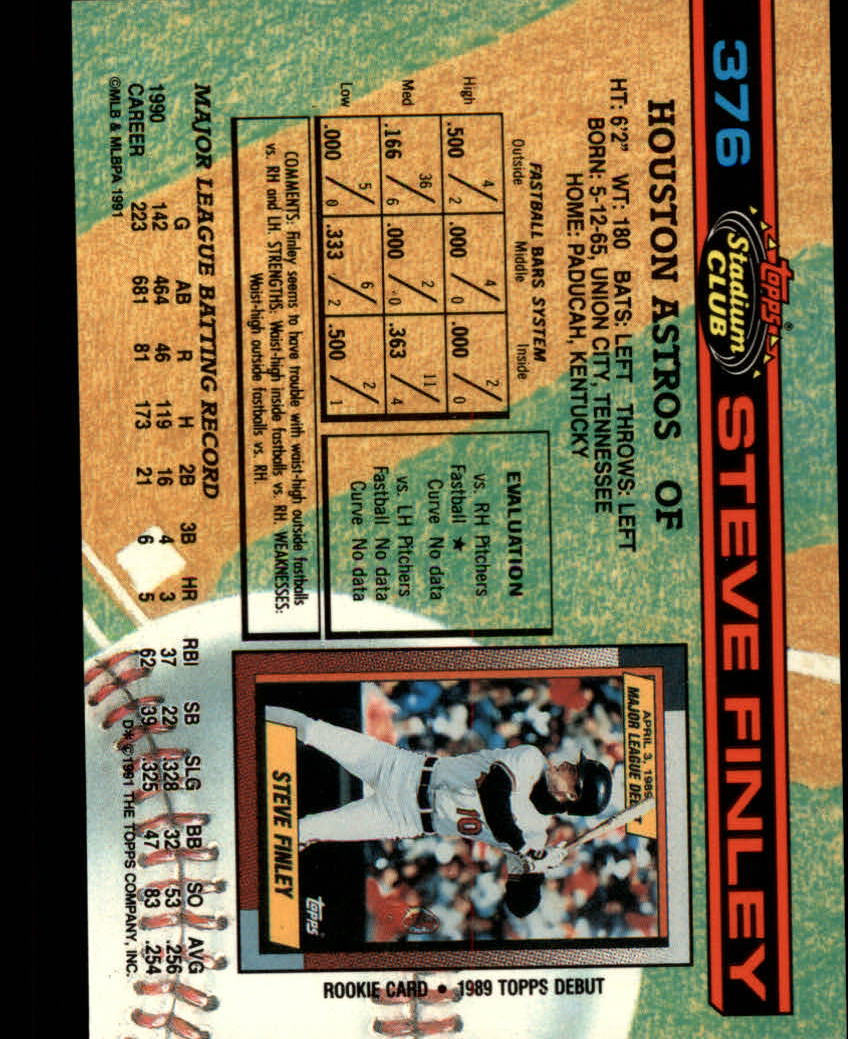 376
topps®
Stadium
CLUB
STEVE FINLEY
HOUSTON ASTROS OF
HT: 6'2" WT: 180 BATS: LEFT THROWS: LEFT
BORN: 5-12-65, UNION CITY, TENNESSEE
HOME: PADUCAH, KENTUCKY
FASTBALL BARS SYSTEM
Outside Middle Inside
High .500 4/2 .000 4/0 .000 2/0
Med .166 36/6 .000 2/0 .363 11/4
Low .000 5/0 .333 6/2 .500 2/1
EVALUATION
vs. RH Pitchers
Fastball ★
Curve No data
vs. LH Pitchers
Fastball No data
Curve No data
COMMENTS: Finley seems to have trouble with waist-high outside fastballs
vs. RH and LH. STRENGTHS: Waist-high inside fastballs vs. RH. WEAKNESSES:
Waist-high outside fastballs vs. RH.
APRIL 3, 1989
MAJOR LEAGUE DEBUT
10
STEVE FINLEY
topps®
ROOKIE CARD • 1989 TOPPS DEBUT
MAJOR LEAGUE BATTING RECORD
G AB R H 2B 3B HR RBI SB SLG BB SO AVG
1990 142 464 46 119 16 4 3 37 22 .328 32 53 .256
CAREER 223 681 81 173 21 6 5 62 39 .325 47 83 .254
©MLB & MLBPA 1991
D* ©1991 THE TOPPS COMPANY, INC.